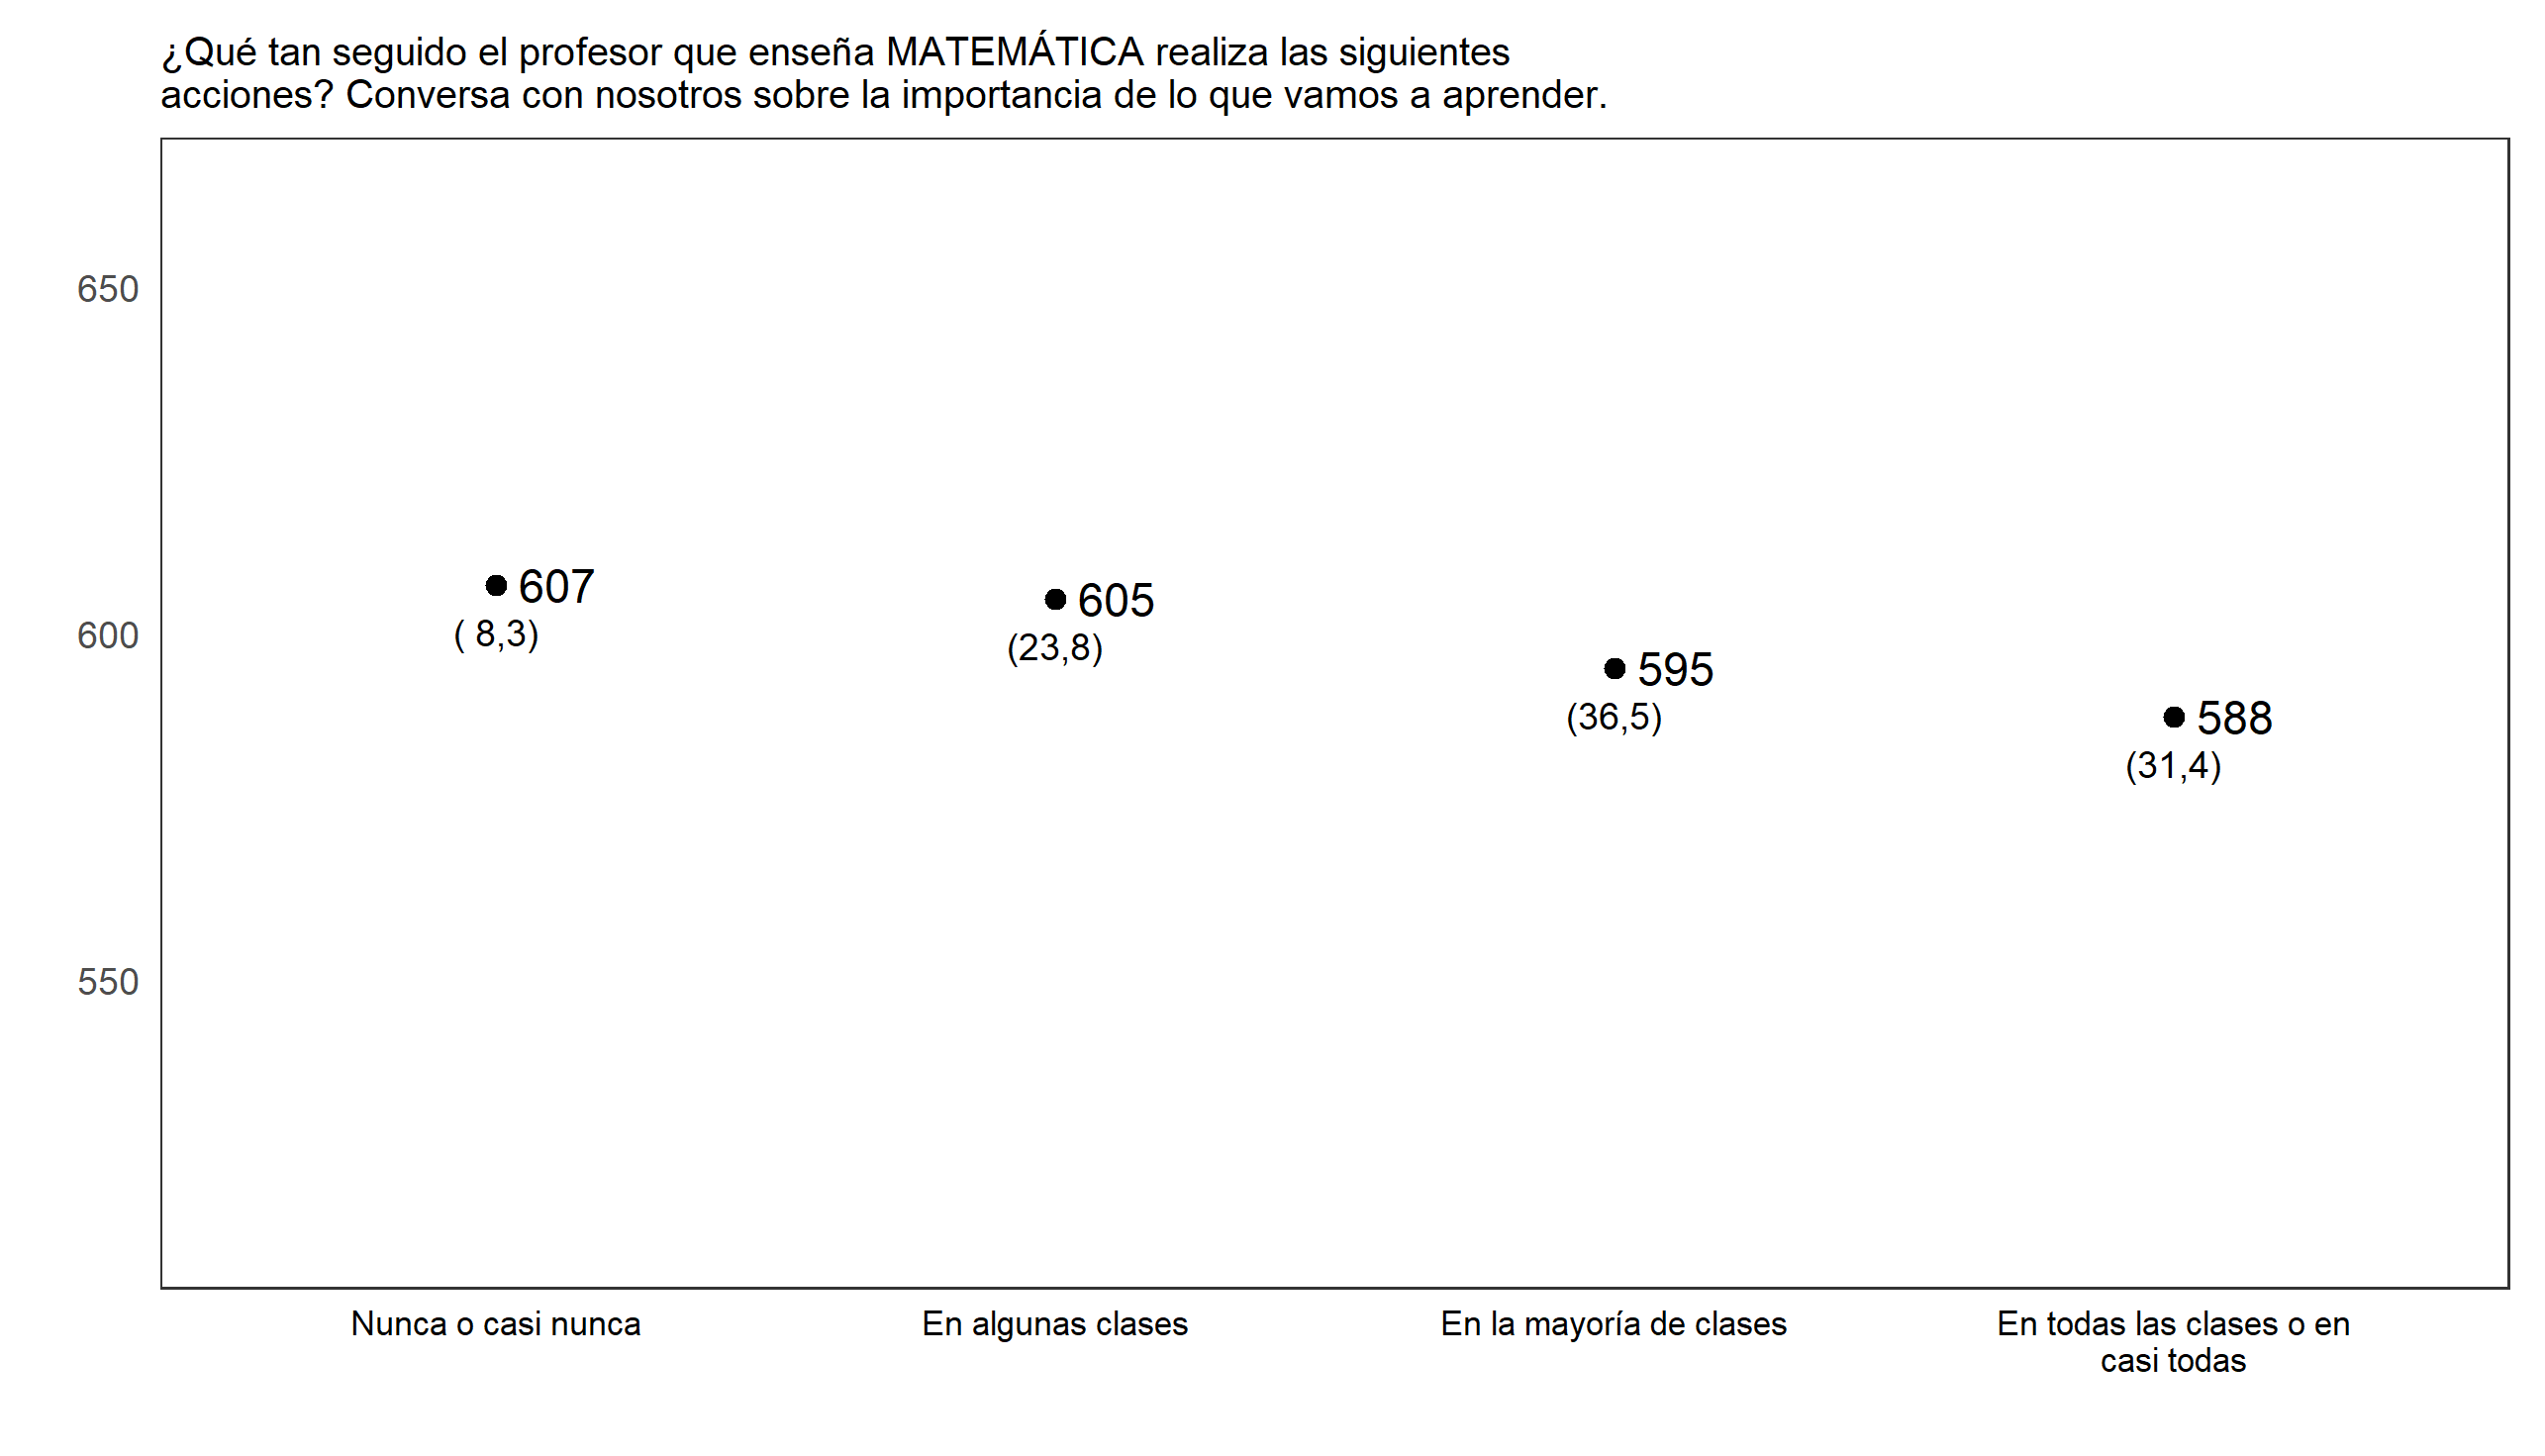 ¿Qué tan seguido el profesor que enseña MATEMÁTICA realiza las siguientes
acciones? Conversa con nosotros sobre la importancia de lo que vamos a aprender.
650
600
550
607
( 8,3)
605
(23,8)
595
(36,5)
588
(31,4)
Nunca o casi nunca
En algunas clases
En la mayoría de clases
En todas las clases o en
casi todas